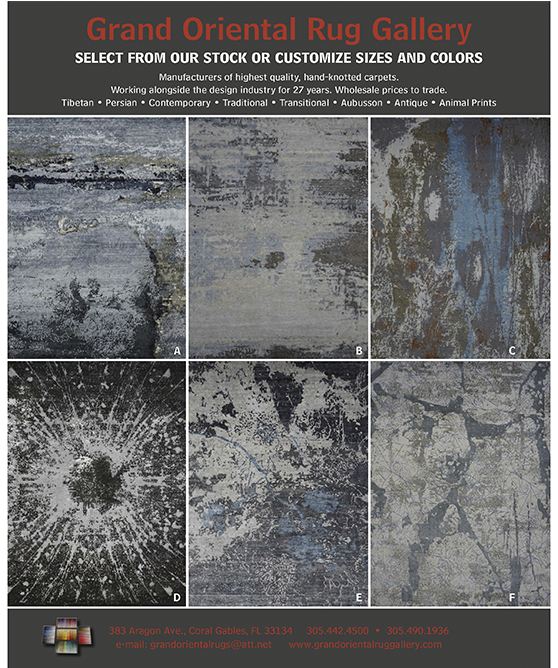 Grand Oriental Rug Gallery
SELECT FROM OUR STOCK OR CUSTOMIZE SIZES AND COLORS
Manufacturers of highest quality, hand-knotted carpets.
Working alongside the design industry for 27 years. Wholesale prices to trade.
Tibetan • Persian • Contemporary • Traditional • Transitional • Aubusson • Antique • Animal Prints
A
B
C
D
E
F
383 Aragon Ave., Coral Gables, FL 33134 305.442.4500 • 305.490.1936
e-mail: grandorientalrugs@att.net www.grandorientalruggallery.com